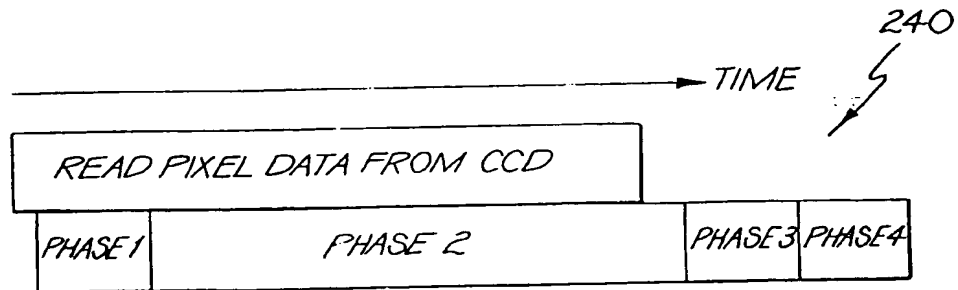 240
TIME
READ PIXEL DATA FROM CCD
PHASE 1 PHASE 2 PHASE 3 PHASE 4